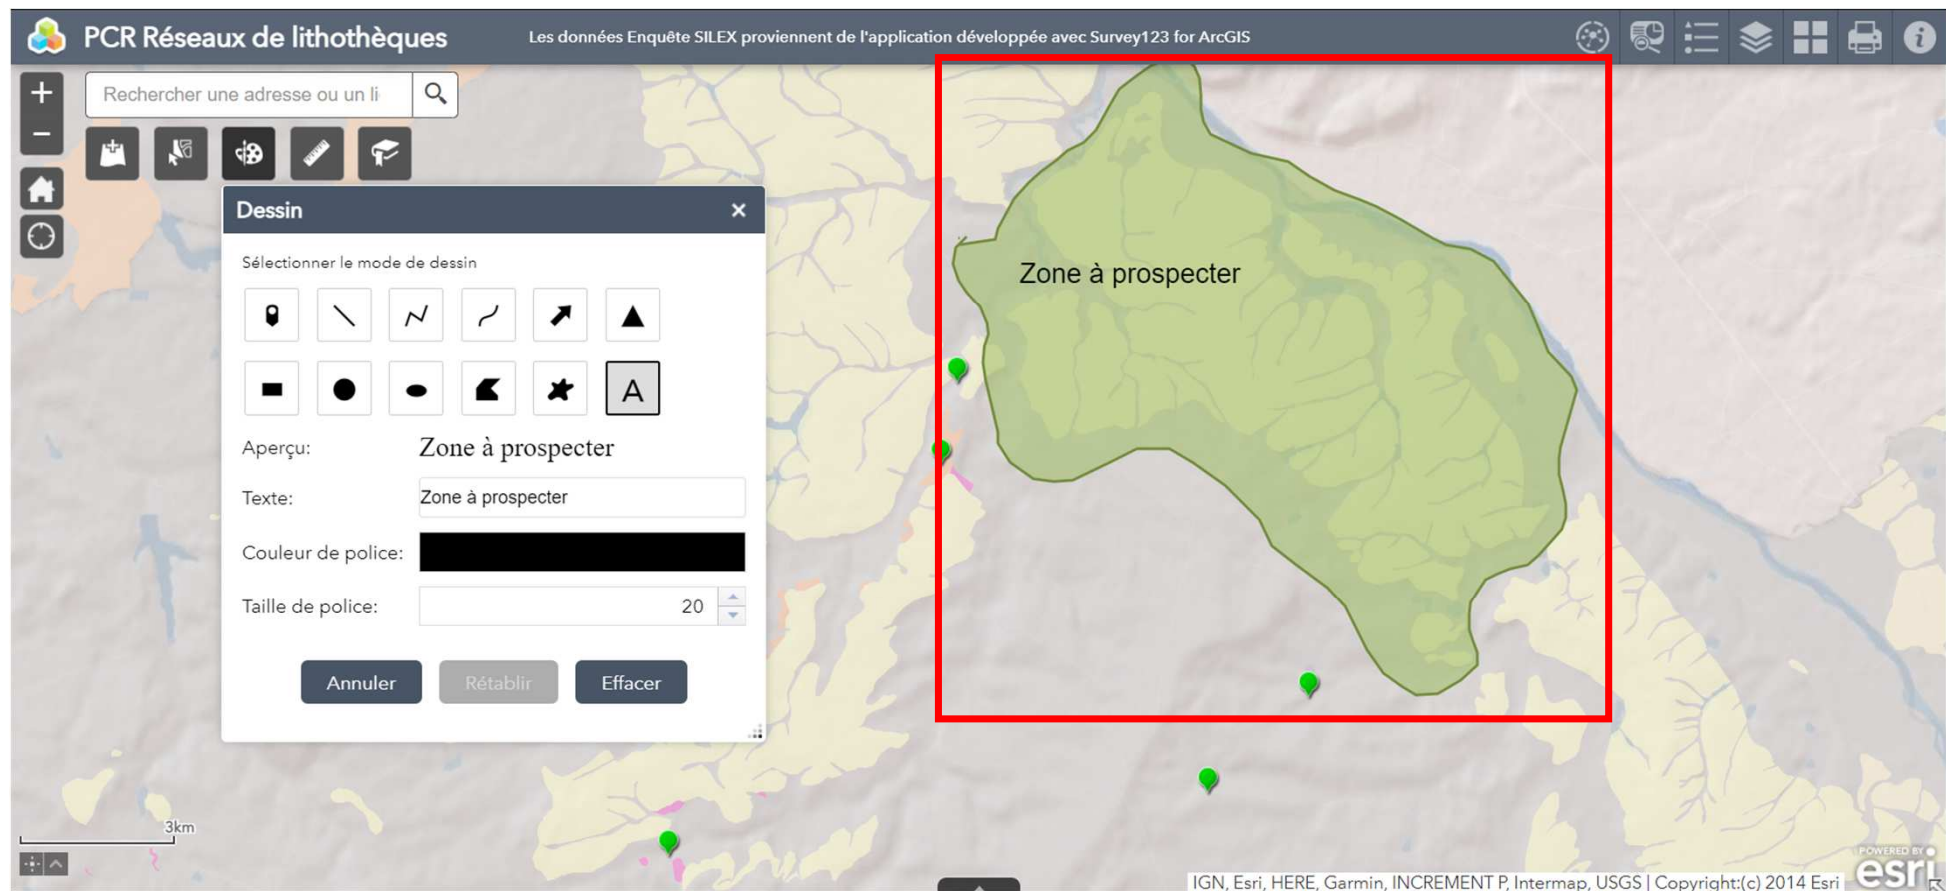 PCR Réseaux de lithothèques
Les données Enquête SILEX proviennent de l'application développée avec Survey123 for ArcGIS
Rechercher une adresse ou un li
Dessin
Sélectionner le mode de dessin
A
Aperçu: Zone à prospecter
Texte: Zone à prospecter
Couleur de police:
Taille de police: 20
Annuler Rétablir Effacer
Zone à prospecter
3km
POWERED BY
esri
IGN, Esri, HERE, Garmin, INCREMENT P, Intermap, USGS | Copyright:(c) 2014 Esri